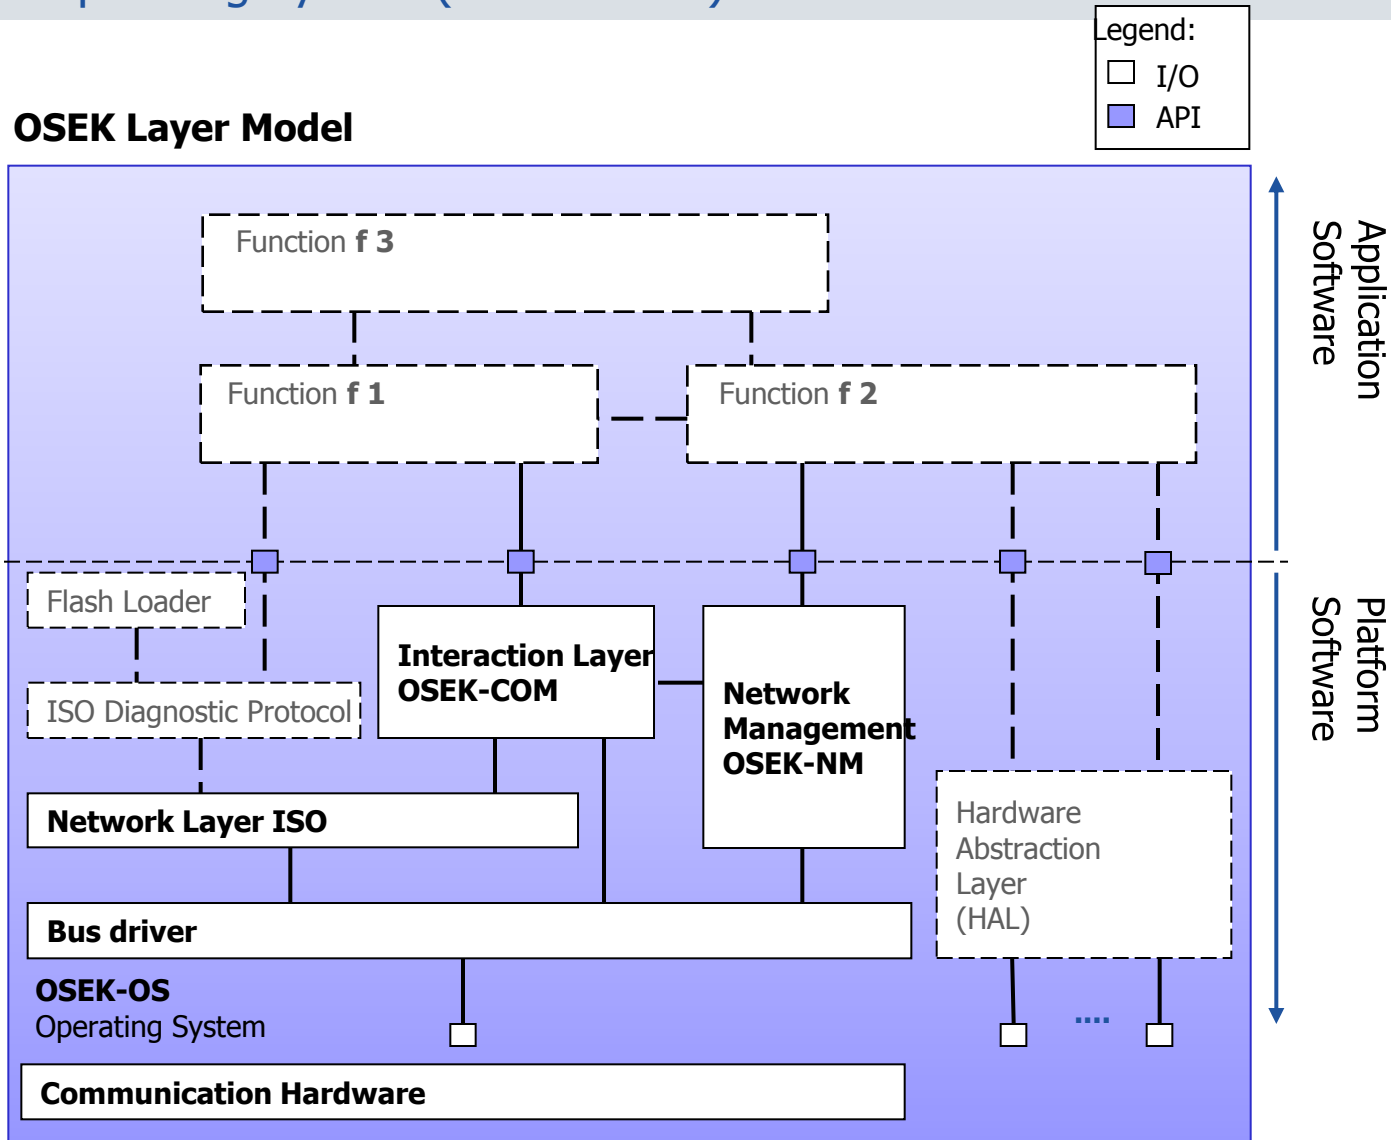 Legend:
I/O
API
OSEK Layer Model
Function f 3
Function f 1
Function f 2
Application
Software
Flash Loader
ISO Diagnostic Protocol
Interaction Layer
OSEK-COM
Network
Management
OSEK-NM
Platform
Software
Network Layer ISO
Hardware
Abstraction
Layer
(HAL)
Bus driver
OSEK-OS
Operating System
....
Communication Hardware